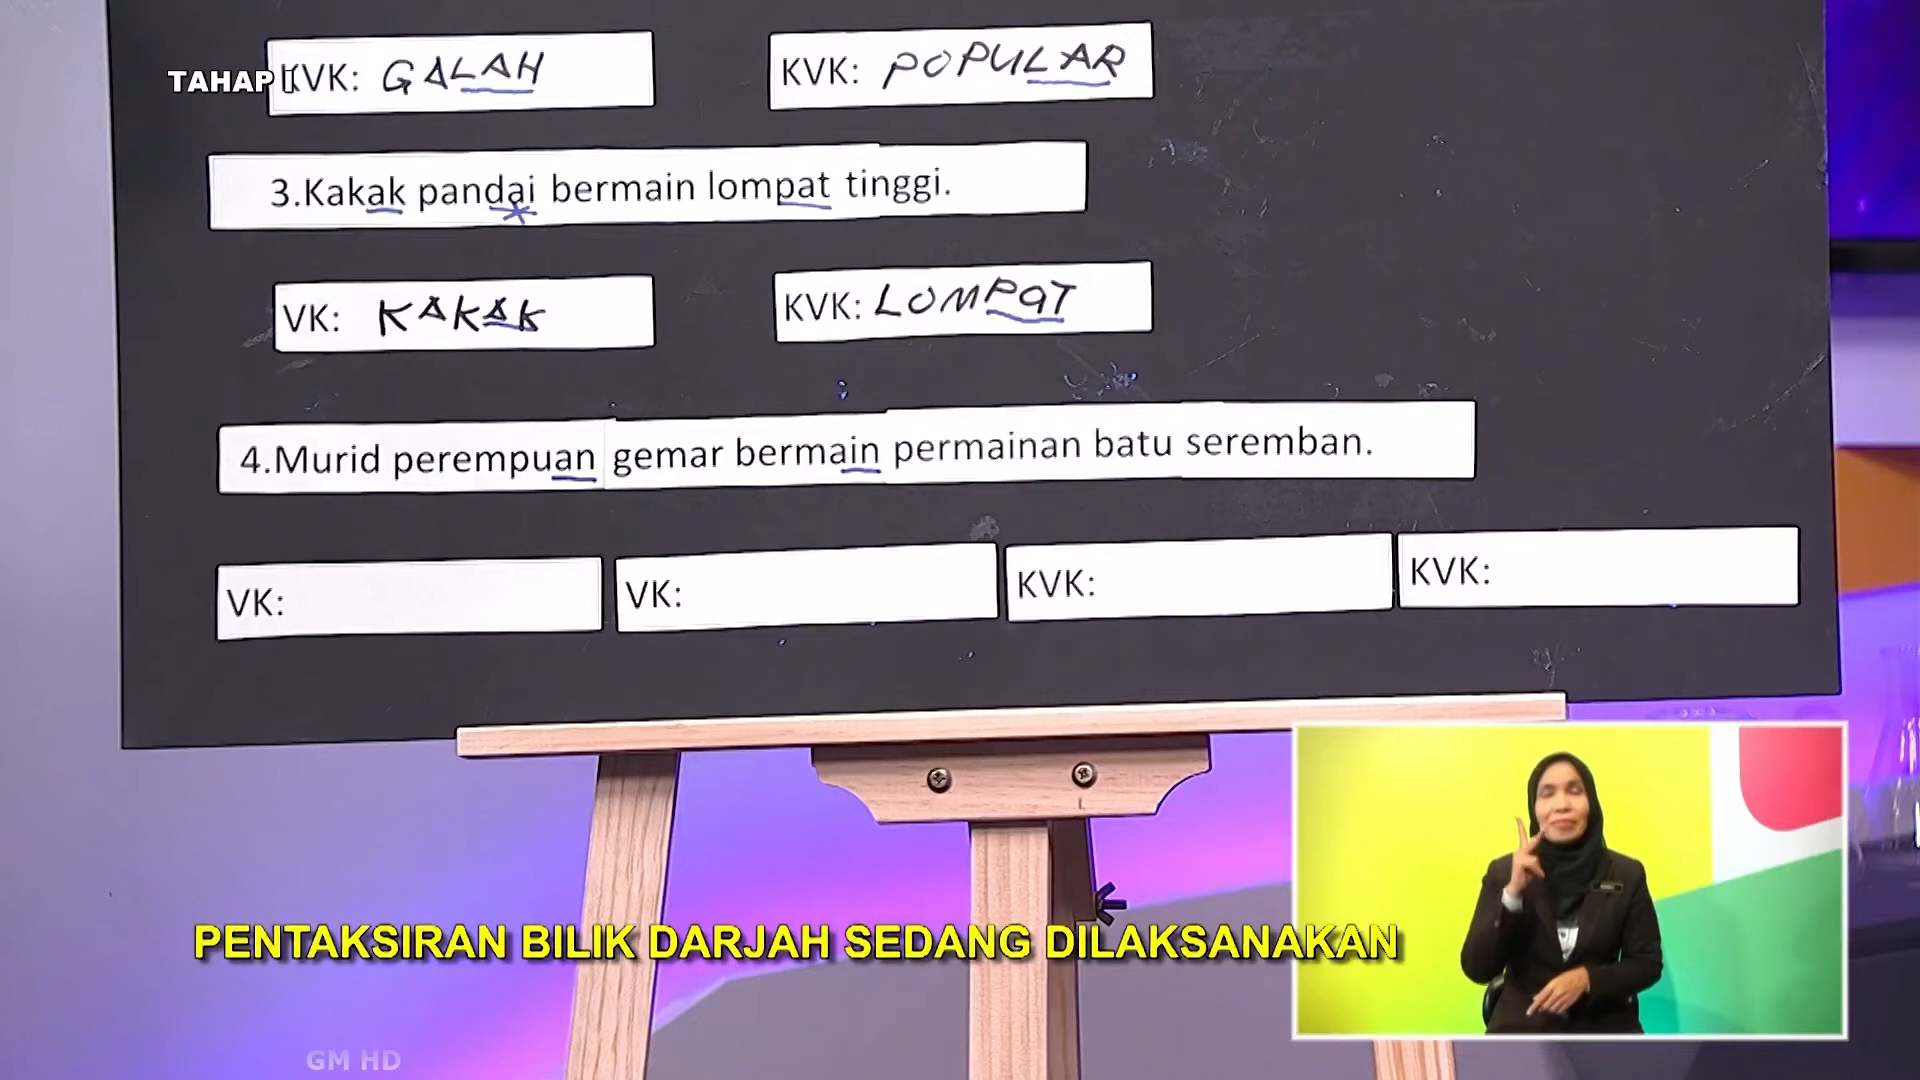 TAHAP 1
KVK: GALAH
KVK: POPULAR
3.Kakak pandai bermain lompat tinggi.
VK: KAKAK
KVK: LOMPaT
4.Murid perempuan gemar bermain permainan batu seremban.
VK:
VK:
KVK:
KVK:
PENTAKSIRAN BILIK DARJAH SEDANG DILAKSANAKAN
GM HD